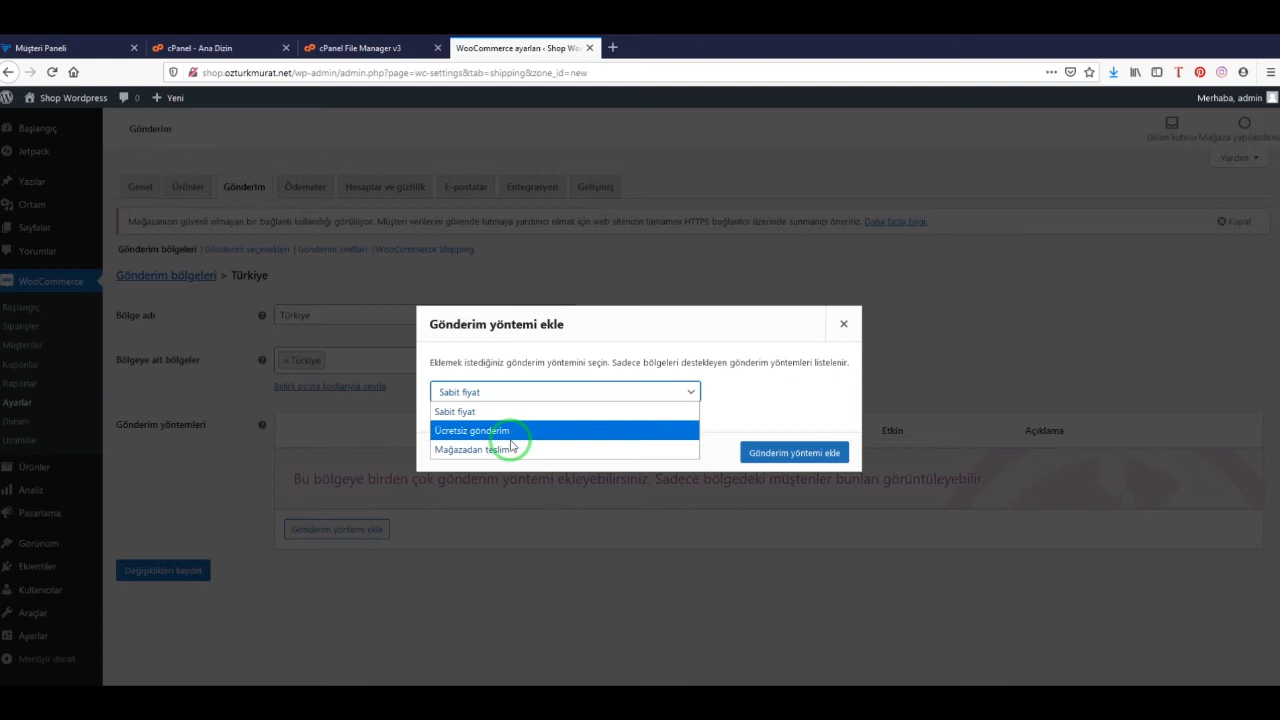 Müşteri Paneli
cPanel - Ana Dizin
cPanel File Manager v3
WooCommerce ayarları ‹ Shop Wo
shop.ozturkmurat.net/wp-admin/admin.php?page=wc-settings&tab=shipping&zone_id=new
Shop Wordpress 0 Yeni
Merhaba, admin
Başlangıç
Jetpack
Yazılar
Ortam
Sayfalar
Yorumlar
WooCommerce
Başlangıç
Siparişler
Müşteriler
Kuponlar
Raporlar
Ayarlar
Durum
Uzantılar
Ürünler
Analiz
Pazarlama
Görünüm
Eklentiler
Kullanıcılar
Araçlar
Ayarlar
Menüyü daralt
Gönderim
Gelen kutusu Mağaza yapılandırıs
Yardım
Genel Ürünler Gönderim Ödemeler Hesaplar ve gizlilik E-postalar Entegrasyon Gelişmiş
Mağazanızın güvenli olmayan bir bağlantı kullandığı görülüyor. Müşteri verilerini güvende tutmaya yardımcı olmak için web sitenizin tamamını HTTPS bağlantısı üzerinde sunmanızı öneririz. Daha fazla bilgi.
Kapat
Gönderim bölgeleri | Gönderim seçenekleri | Gönderim sınıfları | WooCommerce Shipping
Gönderim bölgeleri > Türkiye
Bölge adı
Türkiye
Bölgeye ait bölgeler
× Türkiye
Belirli posta kodlarıyla sınırla
Gönderim yöntemleri
Etkin
Açıklama
Bu bölgeye birden çok gönderim yöntemi ekleyebilirsiniz. Sadece bölgedeki müşteriler bunları görüntüleyebilir.
Gönderim yöntemi ekle
Değişiklikleri kaydet
Gönderim yöntemi ekle
Eklemek istediğiniz gönderim yöntemini seçin. Sadece bölgeleri destekleyen gönderim yöntemleri listelenir.
Sabit fiyat
Sabit fiyat
Ücretsiz gönderim
Mağazadan teslim
Gönderim yöntemi ekle